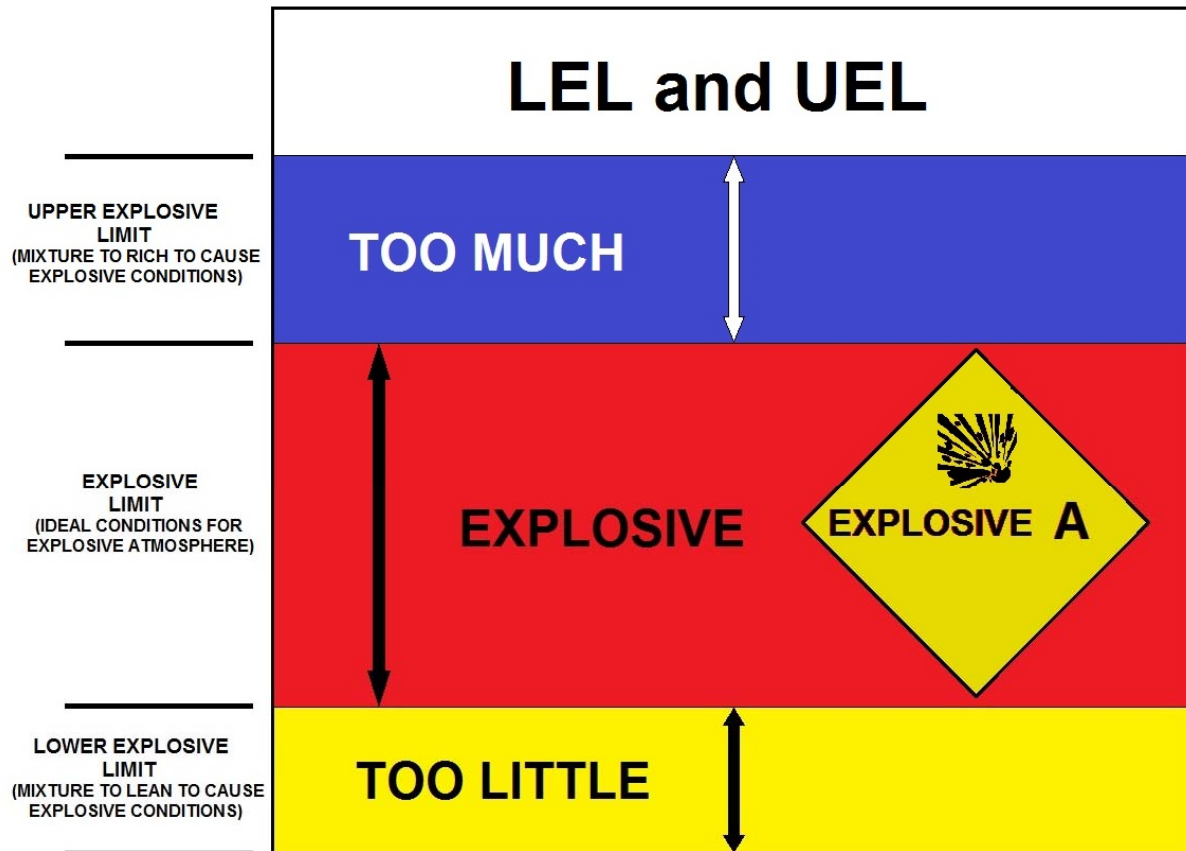 LEL and UEL
UPPER EXPLOSIVE
LIMIT
(MIXTURE TO RICH TO CAUSE
EXPLOSIVE CONDITIONS)
TOO MUCH
EXPLOSIVE
LIMIT
(IDEAL CONDITIONS FOR
EXPLOSIVE ATMOSPHERE)
EXPLOSIVE
EXPLOSIVE A
LOWER EXPLOSIVE
LIMIT
(MIXTURE TO LEAN TO CAUSE
EXPLOSIVE CONDITIONS)
TOO LITTLE